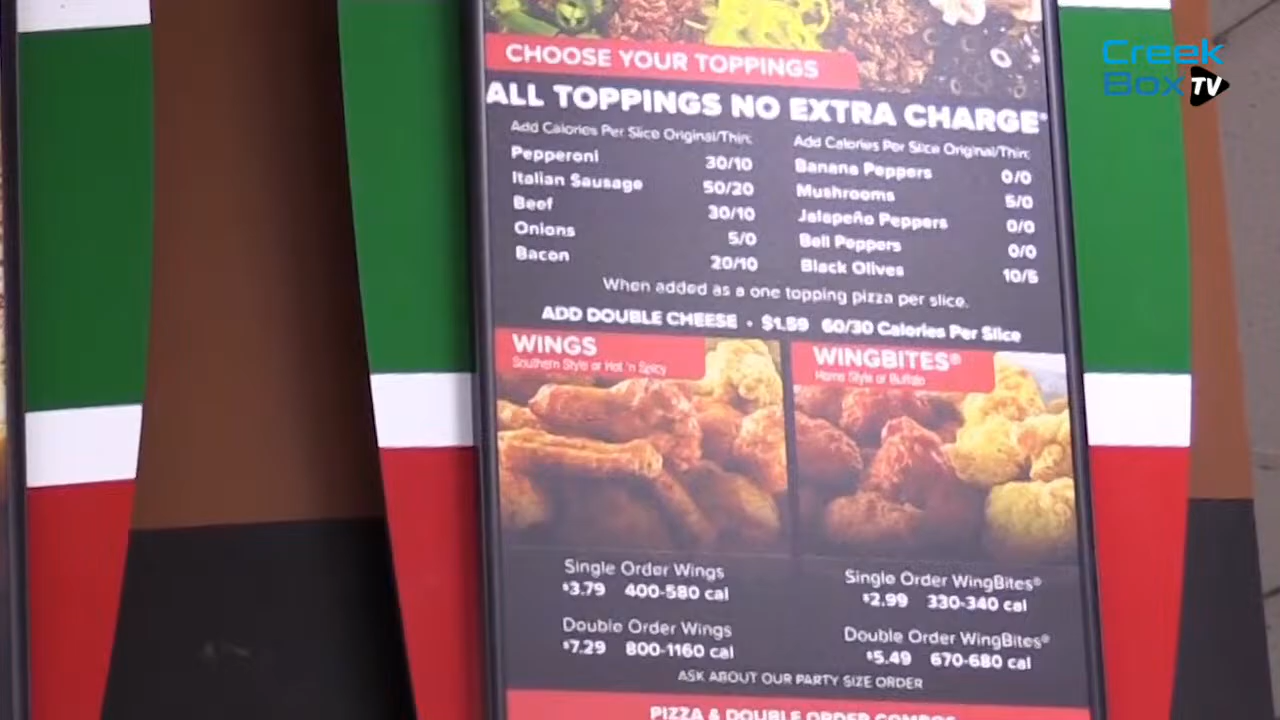 Creek
Box TV
CHOOSE YOUR TOPPINGS
ALL TOPPINGS NO EXTRA CHARGE*
Add Calories Per Slice Original/Thin:
Pepperoni 30/10
Italian Sausage 50/20
Beef 30/10
Onions 5/0
Bacon 20/10
Add Calories Per Slice Original/Thin:
Banana Peppers 0/0
Mushrooms 5/0
Jalapeño Peppers 0/0
Bell Peppers 0/0
Black Olives 10/5
When added as a one topping pizza per slice.
ADD DOUBLE CHEESE • $1.59 60/30 Calories Per Slice
WINGS
Southern Style or Hot 'n Spicy
WINGBITES®
Home Style or Buffalo
Single Order Wings
$3.79 400-580 cal
Double Order Wings
$7.29 800-1160 cal
Single Order WingBites®
$2.99 330-340 cal
Double Order WingBites®
$5.49 670-680 cal
ASK ABOUT OUR PARTY SIZE ORDER
PIZZA & DOUBLE ORDER COMBOS